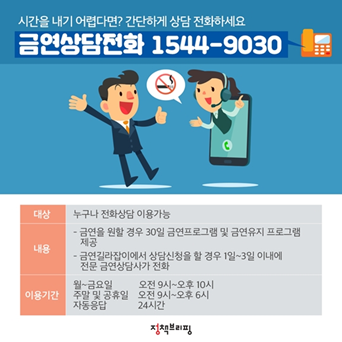 시간을 내기 어렵다면? 간단하게 상담 전화하세요
금연상담전화 1544-9030
대상 누구나 전화상담 이용가능
내용 - 금연을 원할 경우 30일 금연프로그램 및 금연유지 프로그램
제공
- 금연길라잡이에서 상담신청을 할 경우 1일~3일 이내에
전문 금연상담사가 전화
이용기간 월~금요일 오전 9시~오후 10시
주말 및 공휴일 오전 9시~오후 6시
자동응답 24시간
정책브리핑